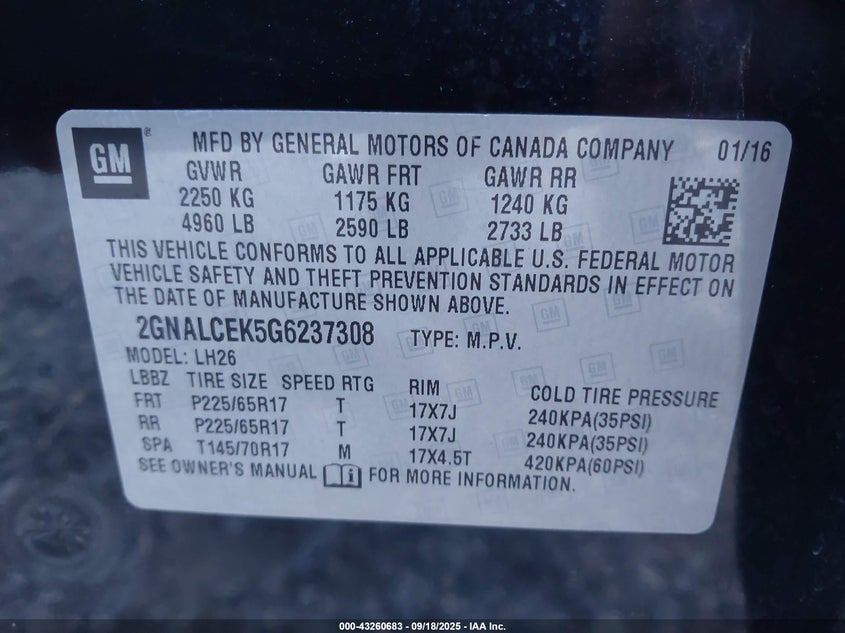 GM
®
MFD BY GENERAL MOTORS OF CANADA COMPANY 01/16
GVWR GAWR FRT GAWR RR
2250 KG 1175 KG 1240 KG
4960 LB 2590 LB 2733 LB
THIS VEHICLE CONFORMS TO ALL APPLICABLE U.S. FEDERAL MOTOR
VEHICLE SAFETY AND THEFT PREVENTION STANDARDS IN EFFECT ON
THE DATE OF MANUFACTURE SHOWN ABOVE.
2GNALCEK5G6237308 TYPE: M.P.V.
MODEL: LH26
LBBZ TIRE SIZE SPEED RTG RIM COLD TIRE PRESSURE
FRT P225/65R17 T 17X7J 240KPA(35PSI)
RR P225/65R17 T 17X7J 240KPA(35PSI)
SPA T145/70R17 M 17X4.5T 420KPA(60PSI)
SEE OWNER'S MANUAL FOR MORE INFORMATION.
000-43260683 - 09/18/2025 - IAA Inc.